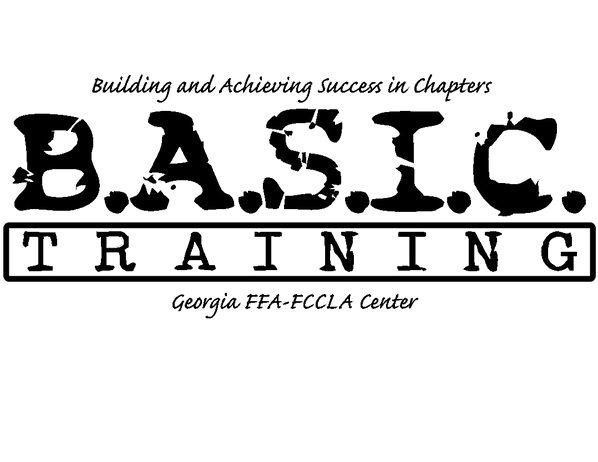 Building and Achieving Success in Chapters
B.A.S.I.C.
TRAINING
Georgia FFA-FCCLA Center